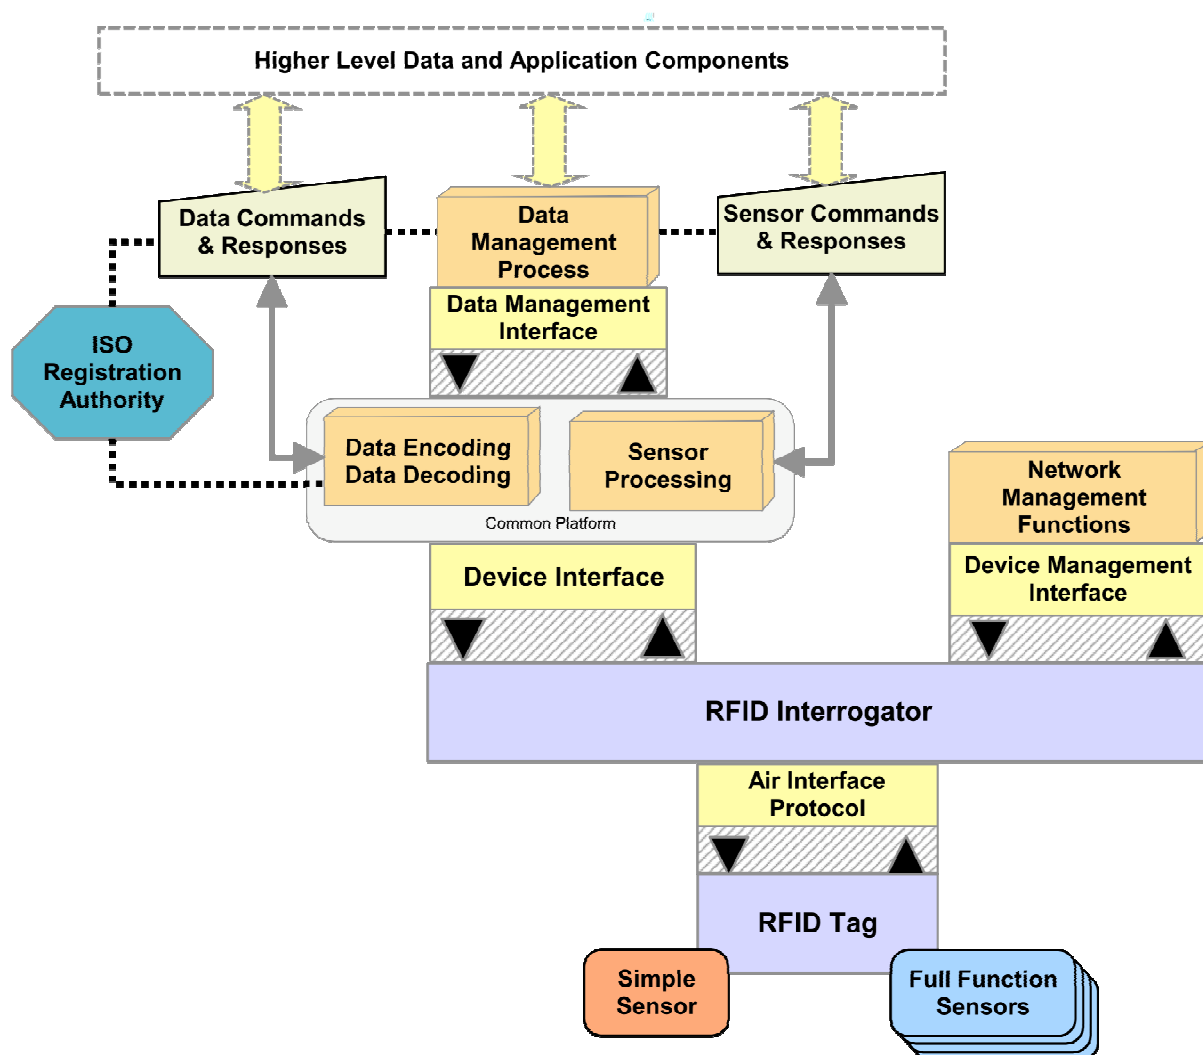 Higher Level Data and Application Components
Data Commands
& Responses
Data
Management
Process
Sensor Commands
& Responses
Data Management
Interface
ISO
Registration
Authority
Data Encoding
Data Decoding
Sensor
Processing
Common Platform
Network
Management
Functions
Device Interface
Device Management
Interface
RFID Interrogator
Air Interface
Protocol
RFID Tag
Simple
Sensor
Full Function
Sensors